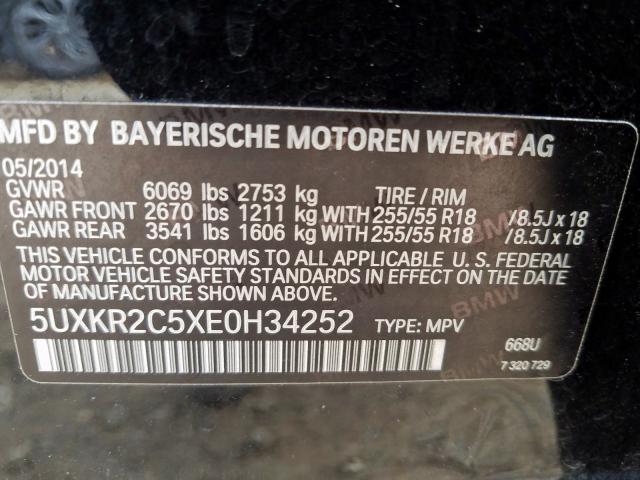 MFD BY BAYERISCHE MOTOREN WERKE AG
05/2014
GVWR 6069 lbs 2753 kg TIRE / RIM
GAWR FRONT 2670 lbs 1211 kg WITH 255/55 R18 /8.5J x 18
GAWR REAR 3541 lbs 1606 kg WITH 255/55 R18 /8.5J x 18
THIS VEHICLE CONFORMS TO ALL APPLICABLE U. S. FEDERAL
MOTOR VEHICLE SAFETY STANDARDS IN EFFECT ON THE DATE
OF MANUFACTURE SHOWN ABOVE.
5UXKR2C5XE0H34252 TYPE: MPV 668U
7 320 729